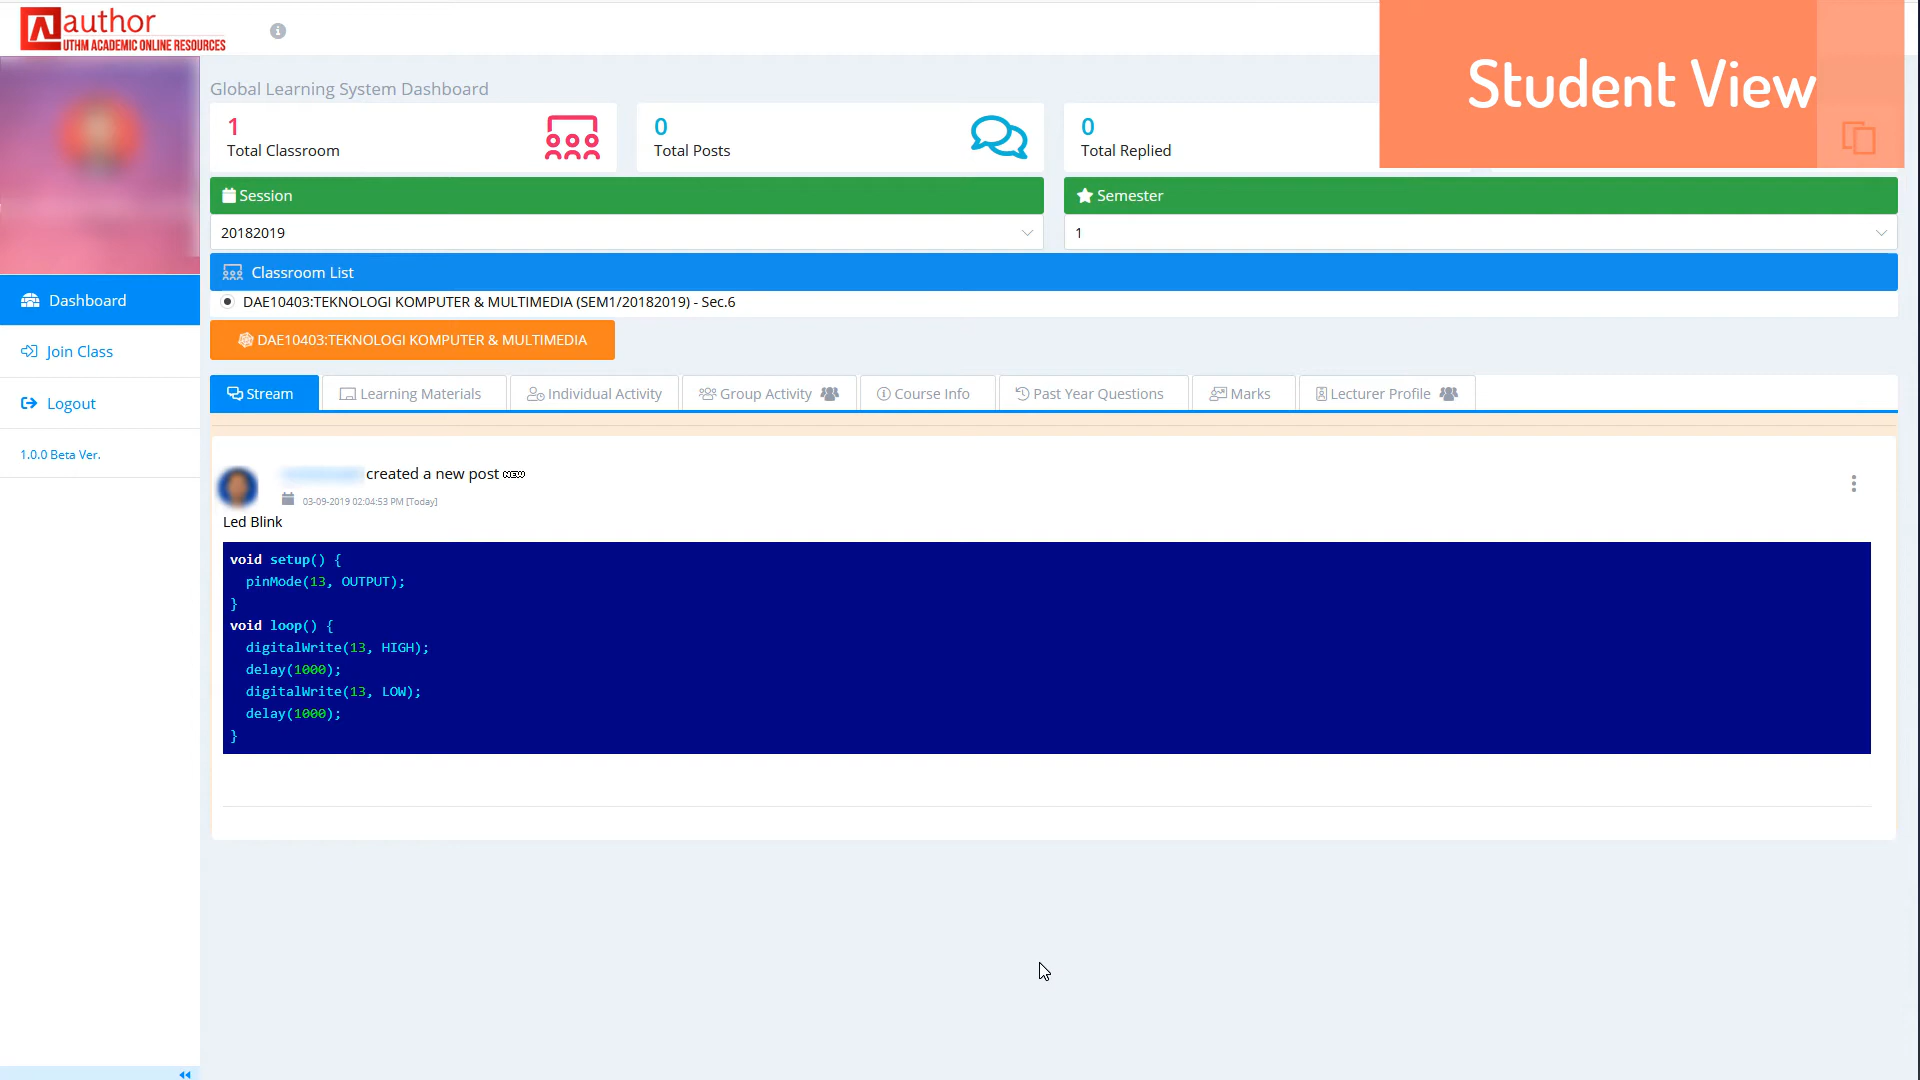 author
UTHM ACADEMIC ONLINE RESOURCES
Student View
Global Learning System Dashboard
1
Total Classroom
0
Total Posts
0
Total Replied
Session
Semester
20182019
1
Classroom List
DAE10403:TEKNOLOGI KOMPUTER & MULTIMEDIA (SEM1/20182019) - Sec.6
DAE10403:TEKNOLOGI KOMPUTER & MULTIMEDIA
Dashboard
Join Class
Logout
1.0.0 Beta Ver.
Stream
Learning Materials
Individual Activity
Group Activity
Course Info
Past Year Questions
Marks
Lecturer Profile
created a new post NEW
03-09-2019 02:04:53 PM [Today]
Led Blink
void setup() {
  pinMode(13, OUTPUT);
}
void loop() {
  digitalWrite(13, HIGH);
  delay(1000);
  digitalWrite(13, LOW);
  delay(1000);
}